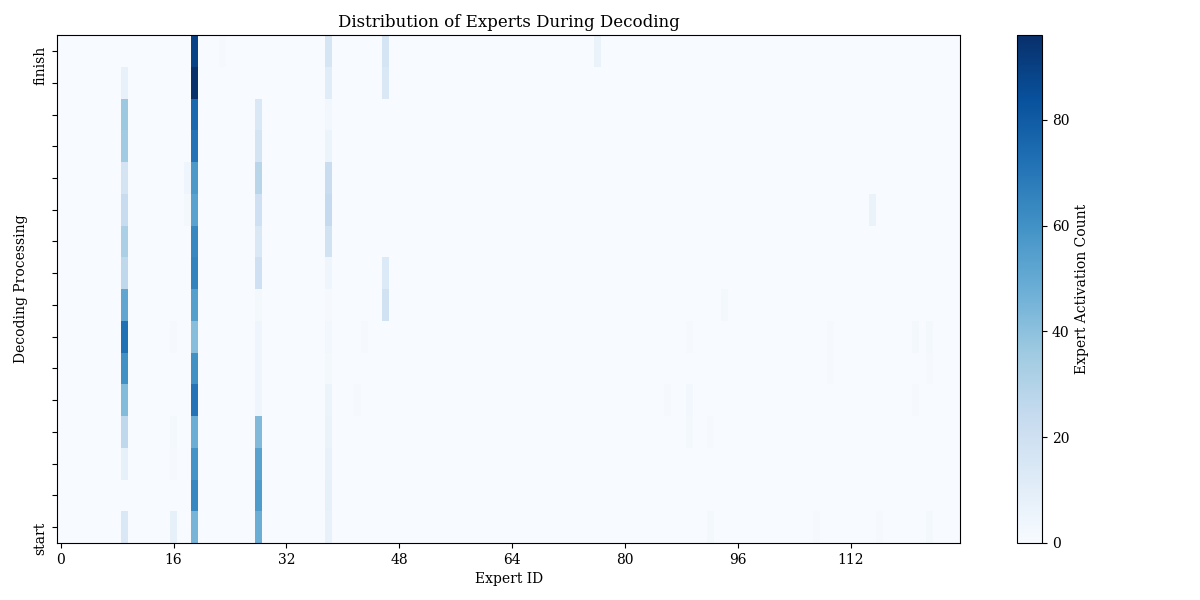 Distribution of Experts During Decoding
finish
Decoding Processing
start
0 16 32 48 64 80 96 112
Expert ID
80
60
40
20
0
Expert Activation Count